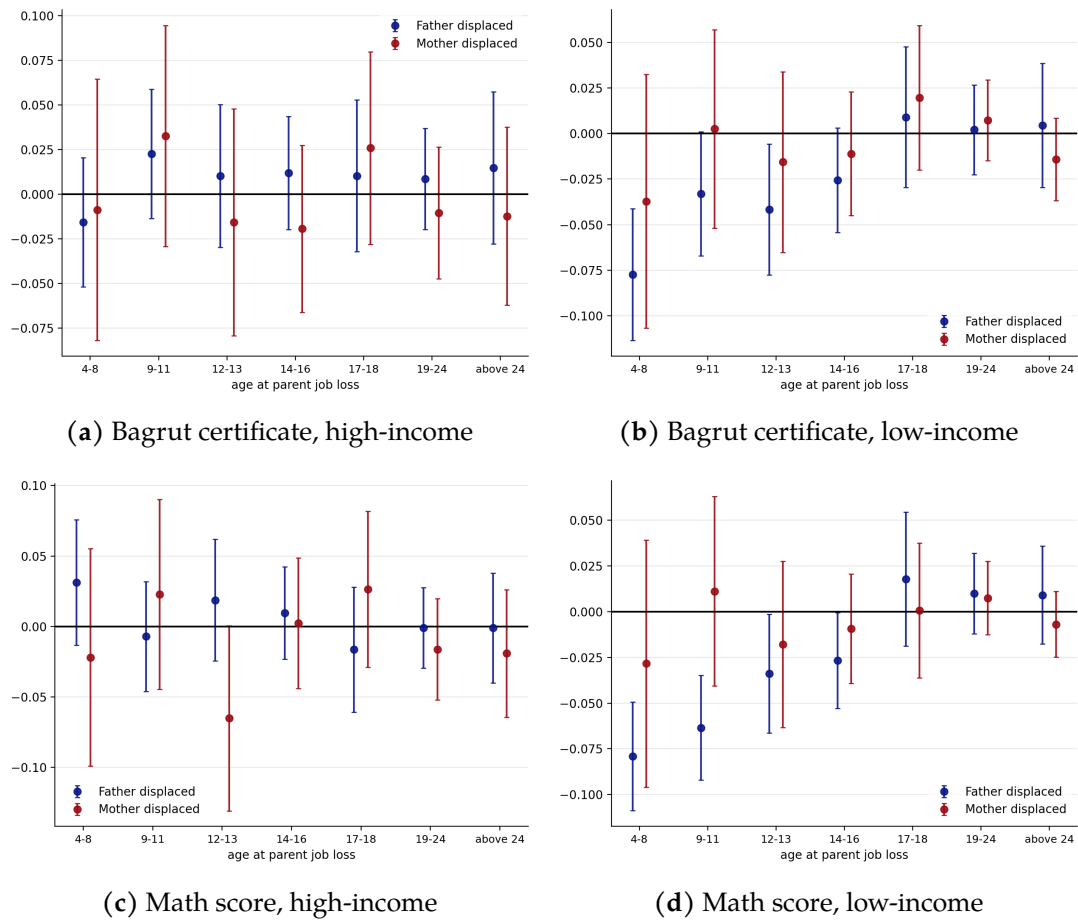 0.100
0.075
0.050
0.025
0.000
−0.025
−0.050
−0.075
Father displaced
Mother displaced
4-8 9-11 12-13 14-16 17-18 19-24 above 24
age at parent job loss
(a) Bagrut certificate, high-income
0.050
0.025
0.000
−0.025
−0.050
−0.075
−0.100
Father displaced
Mother displaced
4-8 9-11 12-13 14-16 17-18 19-24 above 24
age at parent job loss
(b) Bagrut certificate, low-income
0.10
0.05
0.00
−0.05
−0.10
Father displaced
Mother displaced
4-8 9-11 12-13 14-16 17-18 19-24 above 24
age at parent job loss
(c) Math score, high-income
0.050
0.025
0.000
−0.025
−0.050
−0.075
−0.100
Father displaced
Mother displaced
4-8 9-11 12-13 14-16 17-18 19-24 above 24
age at parent job loss
(d) Math score, low-income